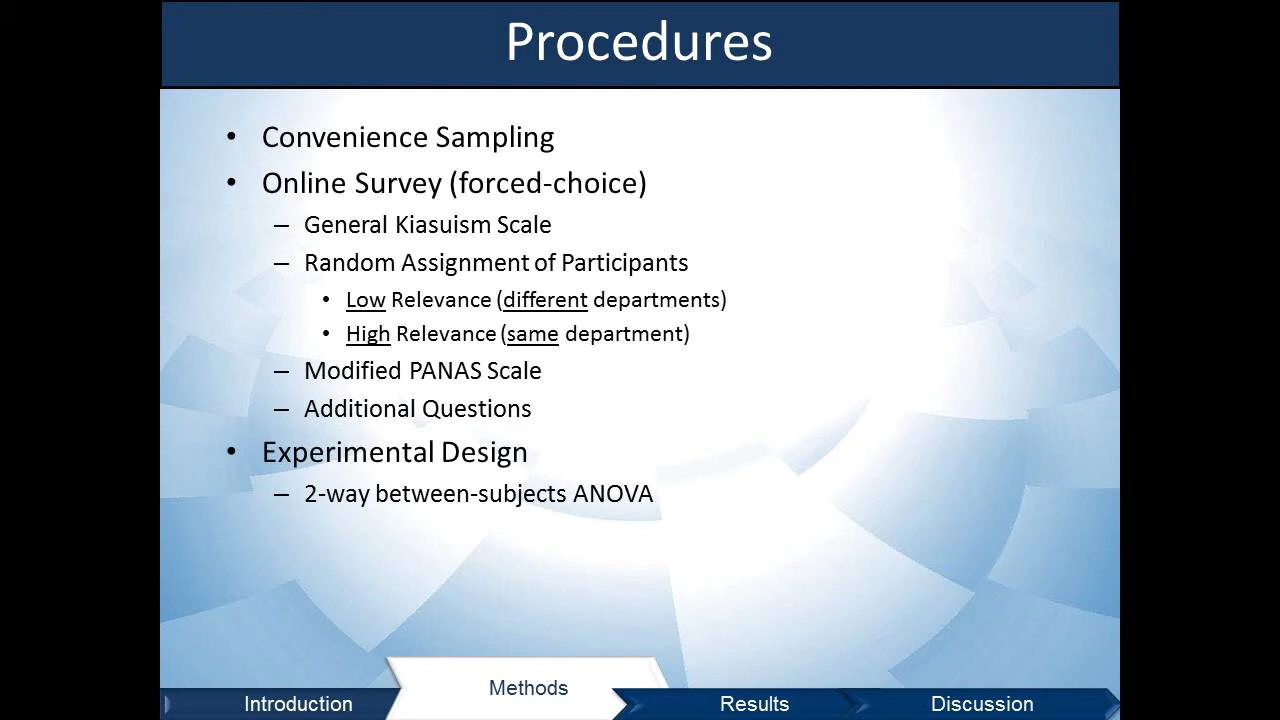 Procedures
• Convenience Sampling
• Online Survey (forced-choice)
– General Kiasuism Scale
– Random Assignment of Participants
• Low Relevance (different departments)
• High Relevance (same department)
– Modified PANAS Scale
– Additional Questions
• Experimental Design
– 2-way between-subjects ANOVA
Introduction
Methods
Results
Discussion